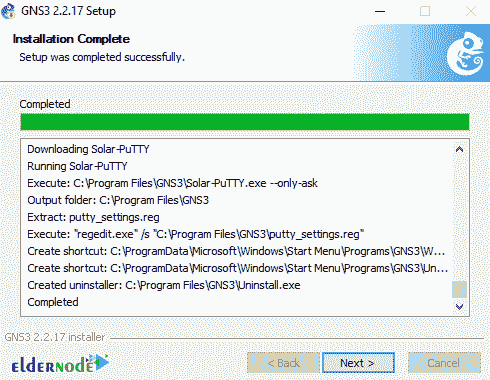 GNS3 2.2.17 Setup
Installation Complete
Setup was completed successfully.
Completed
Downloading Solar-PuTTY
Running Solar-PuTTY
Execute: C:\Program Files\GNS3\Solar-PuTTY.exe --only-ask
Output folder: C:\Program Files\GNS3
Extract: putty_settings.reg
Execute: "regedit.exe" /s "C:\Program Files\GNS3\putty_settings.reg"
Create shortcut: C:\ProgramData\Microsoft\Windows\Start Menu\Programs\GNS3\W...
Create shortcut: C:\ProgramData\Microsoft\Windows\Start Menu\Programs\GNS3\Un...
Created uninstaller: C:\Program Files\GNS3\Uninstall.exe
Completed
GNS3 2.2.17 installer
eldernode
< Back
Next >
Cancel